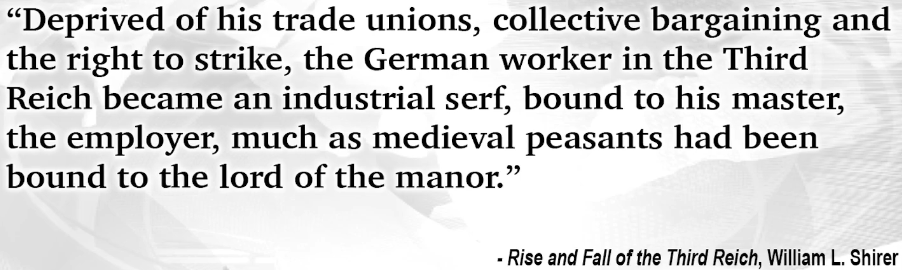 “Deprived of his trade unions, collective bargaining and
the right to strike, the German worker in the Third
Reich became an industrial serf, bound to his master,
the employer, much as medieval peasants had been
bound to the lord of the manor.”
- Rise and Fall of the Third Reich, William L. Shirer